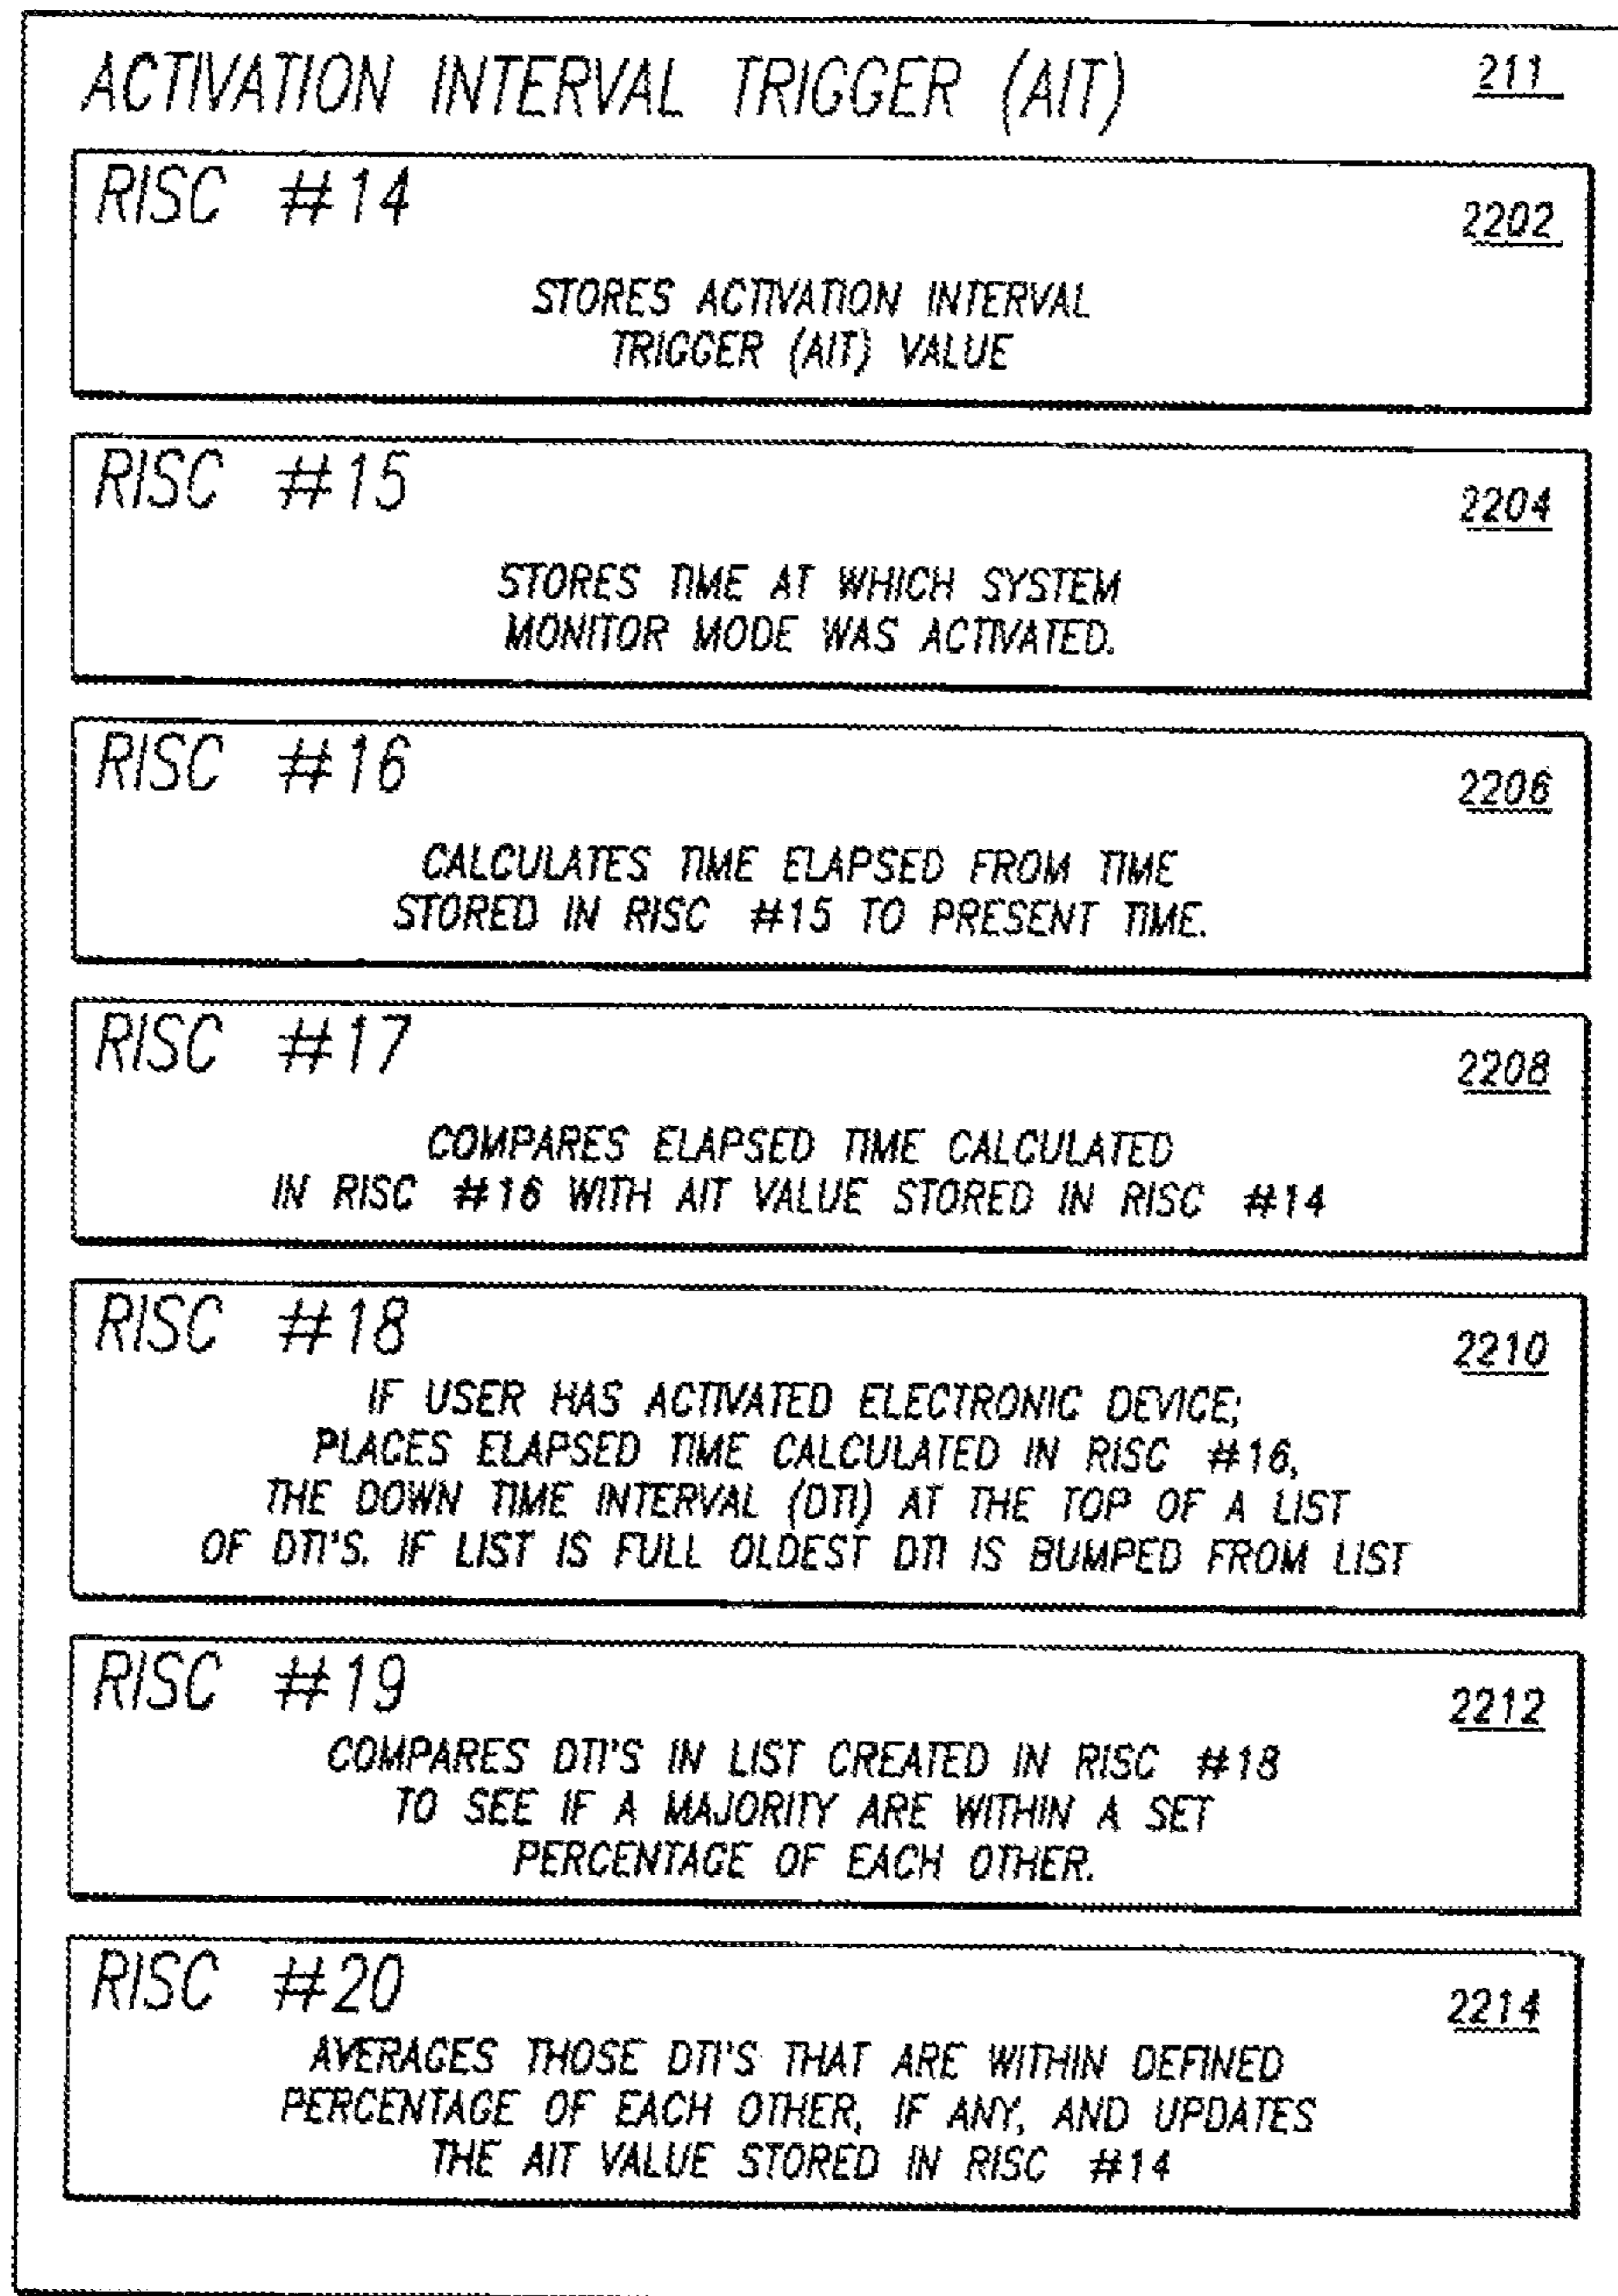 ACTIVATION INTERVAL TRIGGER (AIT) 211
RISC #14 2202
STORES ACTIVATION INTERVAL
TRIGGER (AIT) VALUE
RISC #15 2204
STORES TIME AT WHICH SYSTEM
MONITOR MODE WAS ACTIVATED.
RISC #16 2206
CALCULATES TIME ELAPSED FROM TIME
STORED IN RISC #15 TO PRESENT TIME.
RISC #17 2208
COMPARES ELAPSED TIME CALCULATED
IN RISC #16 WITH AIT VALUE STORED IN RISC #14
RISC #18 2210
IF USER HAS ACTIVATED ELECTRONIC DEVICE;
PLACES ELAPSED TIME CALCULATED IN RISC #16,
THE DOWN TIME INTERVAL (DTI) AT THE TOP OF A LIST
OF DTI'S. IF LIST IS FULL OLDEST DTI IS BUMPED FROM LIST
RISC #19 2212
COMPARES DTI'S IN LIST CREATED IN RISC #18
TO SEE IF A MAJORITY ARE WITHIN A SET
PERCENTAGE OF EACH OTHER.
RISC #20 2214
AVERAGES THOSE DTI'S THAT ARE WITHIN DEFINED
PERCENTAGE OF EACH OTHER, IF ANY, AND UPDATES
THE AIT VALUE STORED IN RISC #14